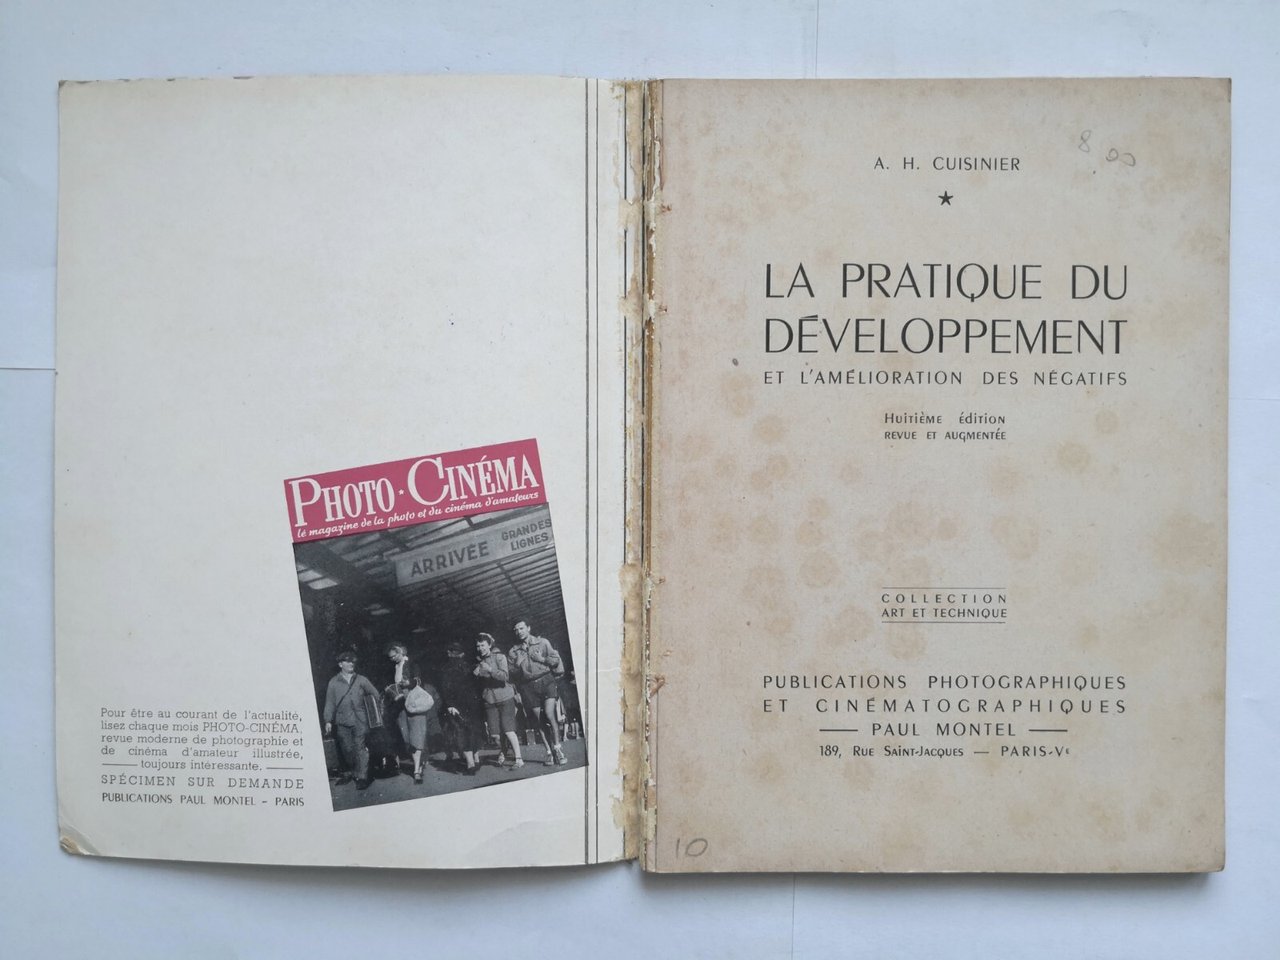 PHOTO ★ CINÉMA
le magazine de la photo et du cinéma d'amateurs
ARRIVÉE GRANDES
LIGNES
Pour être au courant de l'actualité,
lisez chaque mois PHOTO-CINÉMA,
revue moderne de photographie et
de cinéma d'amateur illustrée,
toujours intéressante.
SPÉCIMEN SUR DEMANDE
PUBLICATIONS PAUL MONTEL - PARIS
8,00
A. H. CUISINIER
★
LA PRATIQUE DU
DÉVELOPPEMENT
ET L'AMÉLIORATION DES NÉGATIFS
Huitième édition
REVUE ET AUGMENTÉE
COLLECTION
ART ET TECHNIQUE
PUBLICATIONS PHOTOGRAPHIQUES
ET CINÉMATOGRAPHIQUES
— PAUL MONTEL —
189, Rue Saint-Jacques — PARIS-Vᴱ
10